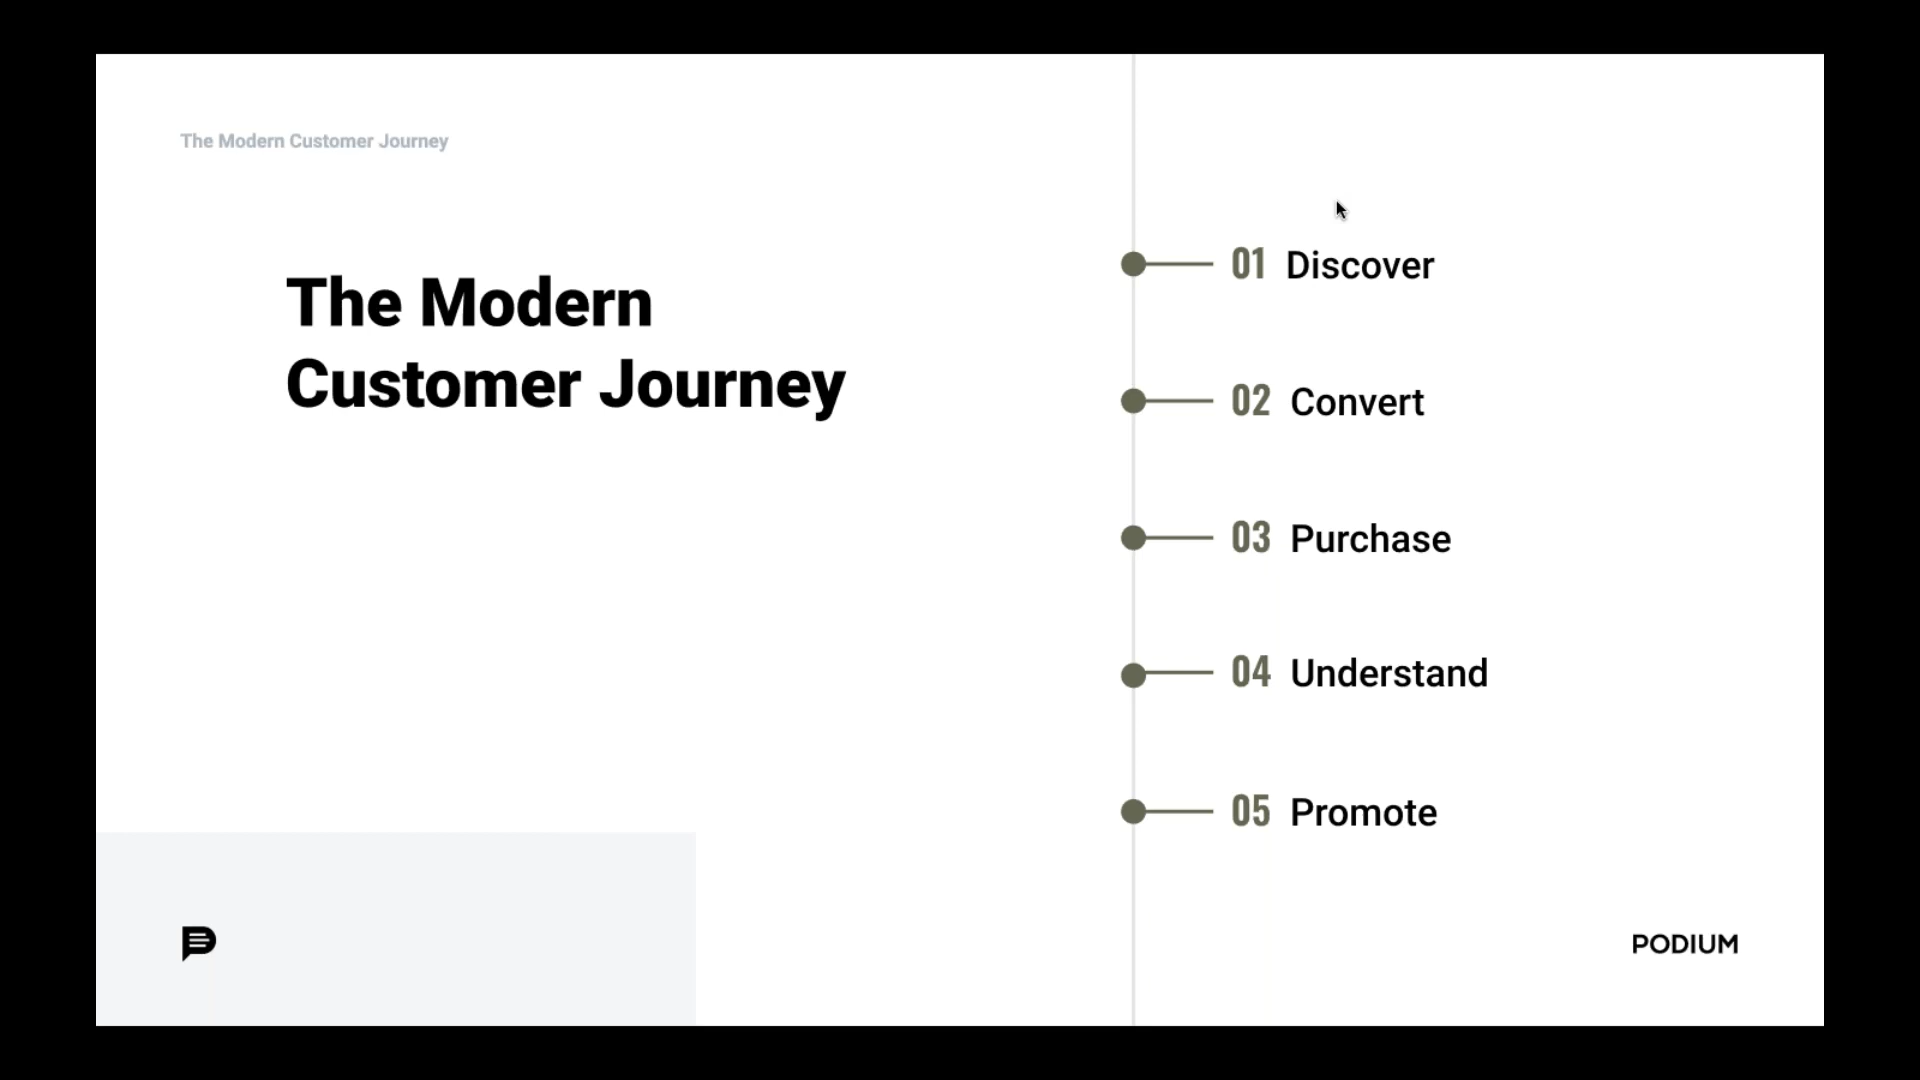 The Modern Customer Journey
The Modern
Customer Journey
01 Discover
02 Convert
03 Purchase
04 Understand
05 Promote
PODIUM